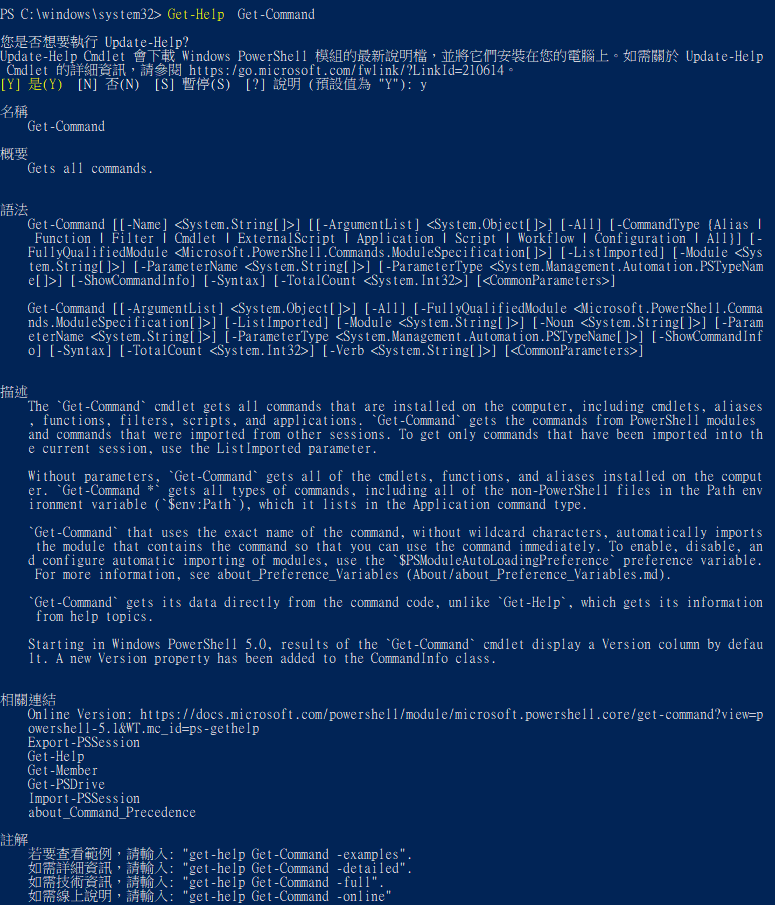 PS C:\windows\system32> Get-Help  Get-Command
您是否想要執行 Update-Help?
Update-Help Cmdlet 會下載 Windows PowerShell 模組的最新說明檔，並將它們安裝在您的電腦上。如需關於 Update-Help
 Cmdlet 的詳細資訊，請參閱 https:/go.microsoft.com/fwlink/?LinkId=210614。
[Y] 是(Y)  [N] 否(N)  [S] 暫停(S)  [?] 說明 (預設值為 "Y"): y
名稱
Get-Command
概要
Gets all commands.
語法
Get-Command [[-Name] <System.String[]>] [[-ArgumentList] <System.Object[]>] [-All] [-CommandType {Alias |
 Function | Filter | Cmdlet | ExternalScript | Application | Script | Workflow | Configuration | All}] [-
FullyQualifiedModule <Microsoft.PowerShell.Commands.ModuleSpecification[]>] [-ListImported] [-Module <Sys
tem.String[]>] [-ParameterName <System.String[]>] [-ParameterType <System.Management.Automation.PSTypeNam
e[]>] [-ShowCommandInfo] [-Syntax] [-TotalCount <System.Int32>] [<CommonParameters>]
Get-Command [[-ArgumentList] <System.Object[]>] [-All] [-FullyQualifiedModule <Microsoft.PowerShell.Comma
nds.ModuleSpecification[]>] [-ListImported] [-Module <System.String[]>] [-Noun <System.String[]>] [-Param
eterName <System.String[]>] [-ParameterType <System.Management.Automation.PSTypeName[]>] [-ShowCommandInf
o] [-Syntax] [-TotalCount <System.Int32>] [-Verb <System.String[]>] [<CommonParameters>]
描述
The `Get-Command` cmdlet gets all commands that are installed on the computer, including cmdlets, aliases
, functions, filters, scripts, and applications. `Get-Command` gets the commands from PowerShell modules
and commands that were imported from other sessions. To get only commands that have been imported into th
e current session, use the ListImported parameter.
Without parameters, `Get-Command` gets all of the cmdlets, functions, and aliases installed on the comput
er. `Get-Command *` gets all types of commands, including all of the non-PowerShell files in the Path env
ironment variable (`$env:Path`), which it lists in the Application command type.
`Get-Command` that uses the exact name of the command, without wildcard characters, automatically imports
 the module that contains the command so that you can use the command immediately. To enable, disable, an
d configure automatic importing of modules, use the `$PSModuleAutoLoadingPreference` preference variable.
 For more information, see about_Preference_Variables (About/about_Preference_Variables.md).
`Get-Command` gets its data directly from the command code, unlike `Get-Help`, which gets its information
 from help topics.
Starting in Windows PowerShell 5.0, results of the `Get-Command` cmdlet display a Version column by defau
lt. A new Version property has been added to the CommandInfo class.
相關連結
Online Version: https://docs.microsoft.com/powershell/module/microsoft.powershell.core/get-command?view=p
owershell-5.1&WT.mc_id=ps-gethelp
Export-PSSession
Get-Help
Get-Member
Get-PSDrive
Import-PSSession
about_Command_Precedence
註解
若要查看範例，請輸入: "get-help Get-Command -examples".
如需詳細資訊，請輸入: "get-help Get-Command -detailed".
如需技術資訊，請輸入: "get-help Get-Command -full".
如需線上說明，請輸入: "get-help Get-Command -online"